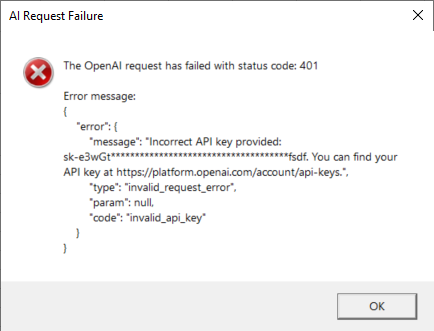 AI Request Failure
The OpenAI request has failed with status code: 401
Error message:
{
"error": {
"message": "Incorrect API key provided:
sk-e3wGt*************************************fsdf. You can find your
API key at https://platform.openai.com/account/api-keys.",
"type": "invalid_request_error",
"param": null,
"code": "invalid_api_key"
}
}
OK